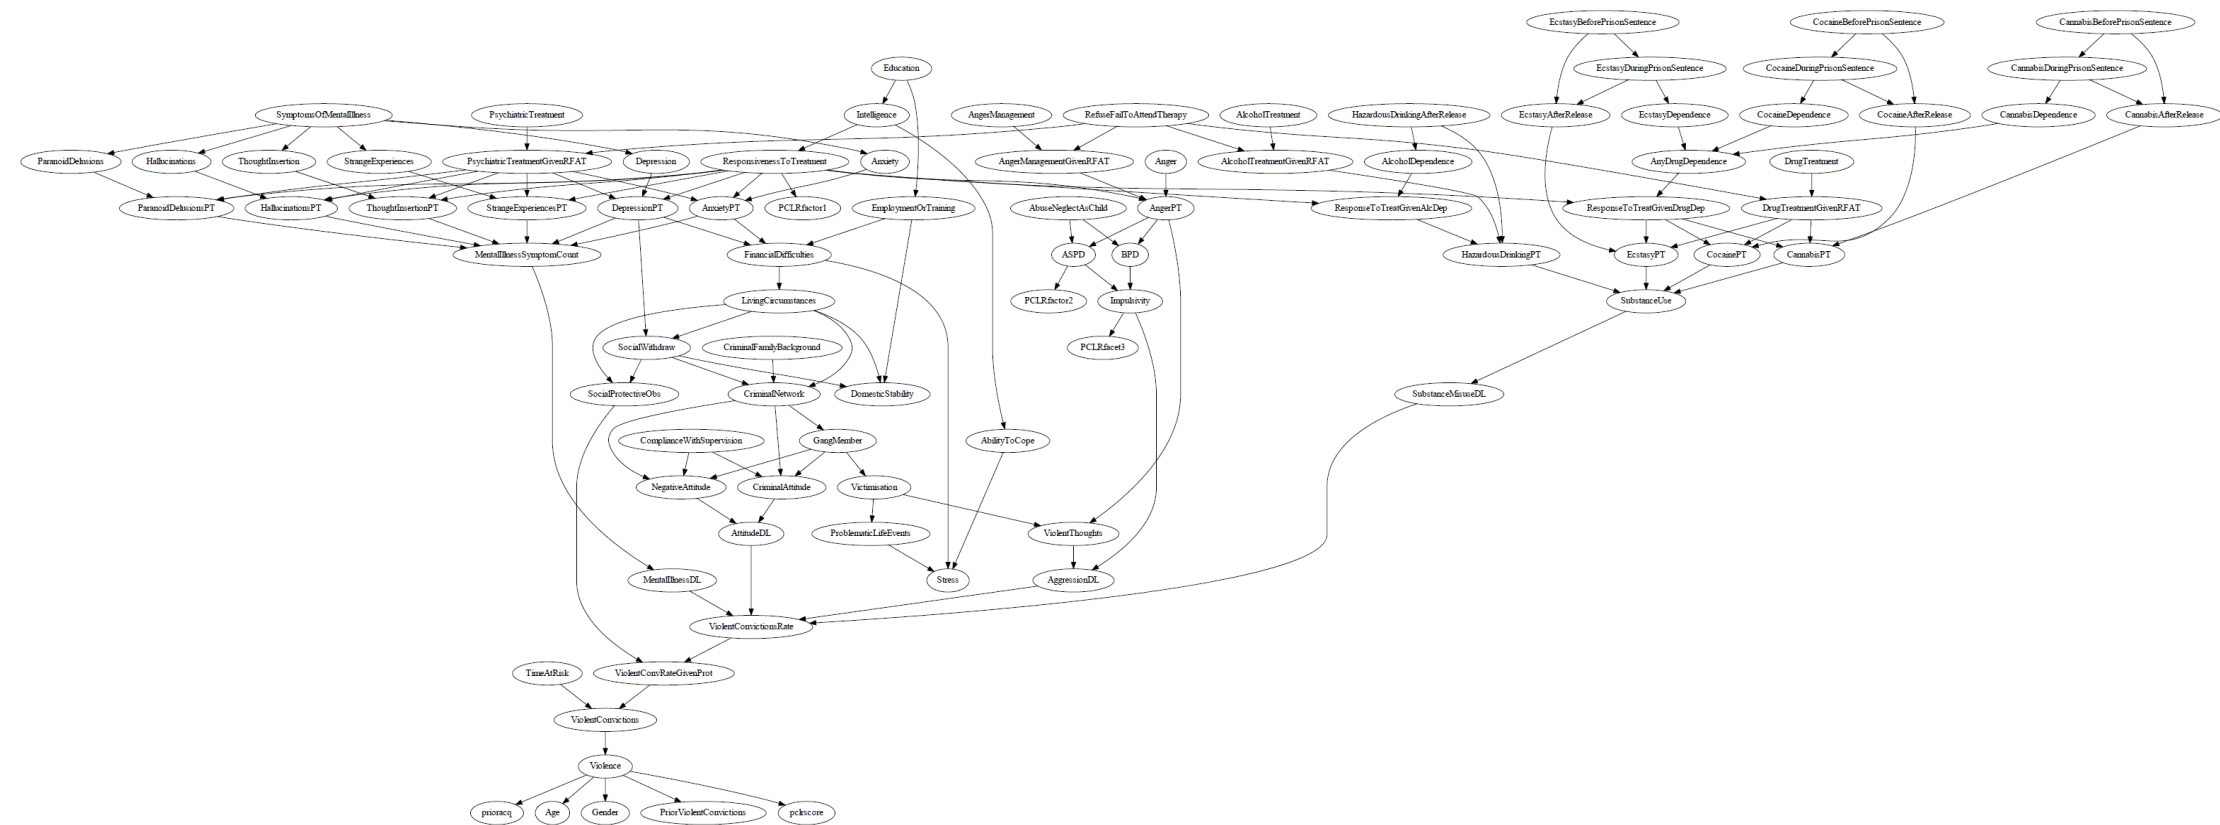 EcstasyBeforePrisonSentence
CocaineBeforePrisonSentence
CannabisBeforePrisonSentence
Education
EcstasyDuringPrisonSentence
CocaineDuringPrisonSentence
CannabisDuringPrisonSentence
SymptomsOfMentalIllness
PsychiatricTreatment
Intelligence
AngerManagement
RefuseFailToAttendTherapy
AlcoholTreatment
HazardousDrinkingAfterRelease
EcstasyAfterRelease
EcstasyDependence
CocaineDependence
CocaineAfterRelease
CannabisDependence
CannabisAfterRelease
ParanoidDelusions
Hallucinations
ThoughtInsertion
StrangeExperiences
PsychiatricTreatmentGivenRFAT
Depression
ResponsivenessToTreatment
Anxiety
AngerManagementGivenRFAT
Anger
AlcoholTreatmentGivenRFAT
AlcoholDependence
AnyDrugDependence
DrugTreatment
ParanoidDelusionsPT
HallucinationsPT
ThoughtInsertionPT
StrangeExperiencesPT
DepressionPT
AnxietyPT
PCLRfactor1
EmploymentOrTraining
AbuseNeglectAsChild
AngerPT
ResponseToTreatGivenAlcDep
ResponseToTreatGivenDrugDep
DrugTreatmentGivenRFAT
MentalIllnessSymptomCount
FinancialDifficulties
ASPD
BPD
HazardousDrinkingPT
EcstasyPT
CocainePT
CannabisPT
LivingCircumstances
PCLRfactor2
Impulsivity
SubstanceUse
SocialWithdraw
CriminalFamilyBackground
PCLRfacet3
SocialProtectiveObs
CriminalNetwork
DomesticStability
SubstanceMisuseDL
ComplianceWithSupervision
GangMember
AbilityToCope
NegativeAttitude
CriminalAttitude
Victimisation
AttitudeDL
ProblematicLifeEvents
ViolentThoughts
MentalIllnessDL
Stress
AggressionDL
ViolentConvictionsRate
TimeAtRisk
ViolentConvRateGivenProt
ViolentConvictions
Violence
prioracq
Age
Gender
PriorViolentConvictions
pclrscore